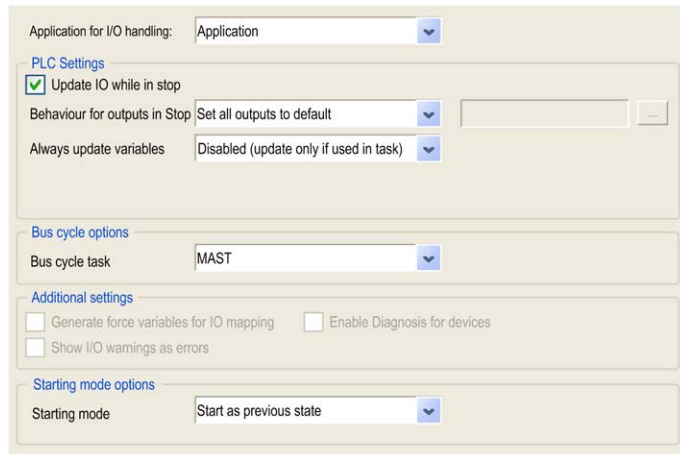 Application for I/O handling: Application
PLC Settings
Update IO while in stop
Behaviour for outputs in Stop Set all outputs to default ...
Always update variables Disabled (update only if used in task)
Bus cycle options
Bus cycle task MAST
Additional settings
Generate force variables for IO mapping Enable Diagnosis for devices
Show I/O warnings as errors
Starting mode options
Starting mode Start as previous state